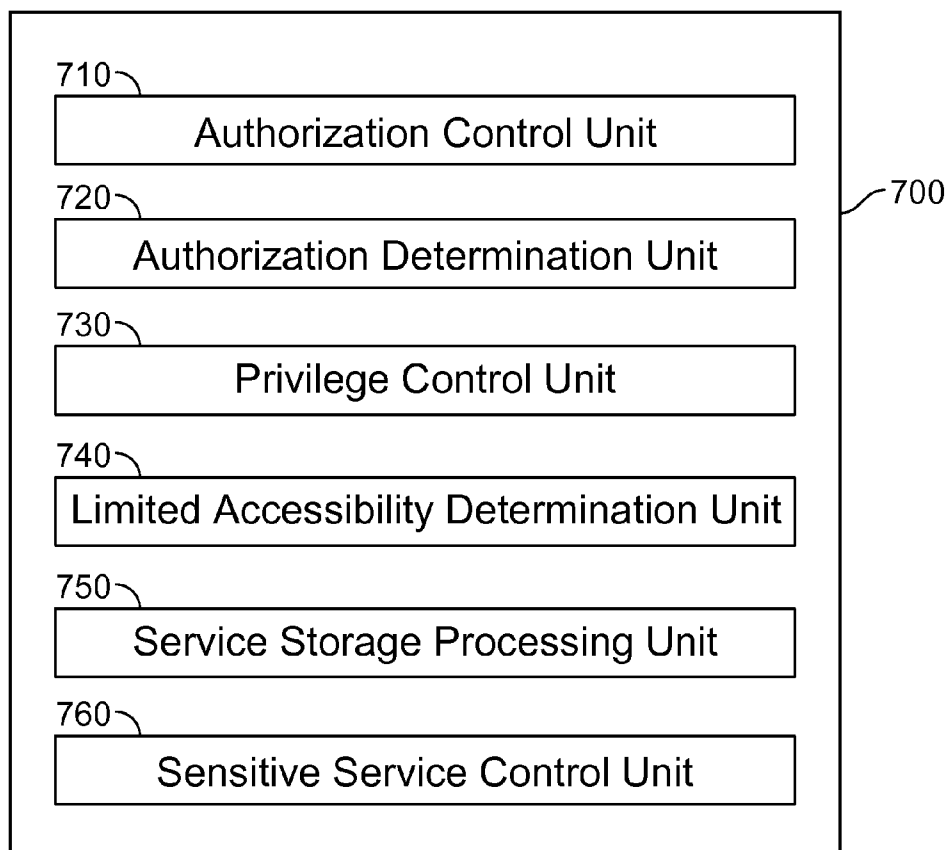 710
Authorization Control Unit
720
Authorization Determination Unit
700
730
Privilege Control Unit
740
Limited Accessibility Determination Unit
750
Service Storage Processing Unit
760
Sensitive Service Control Unit